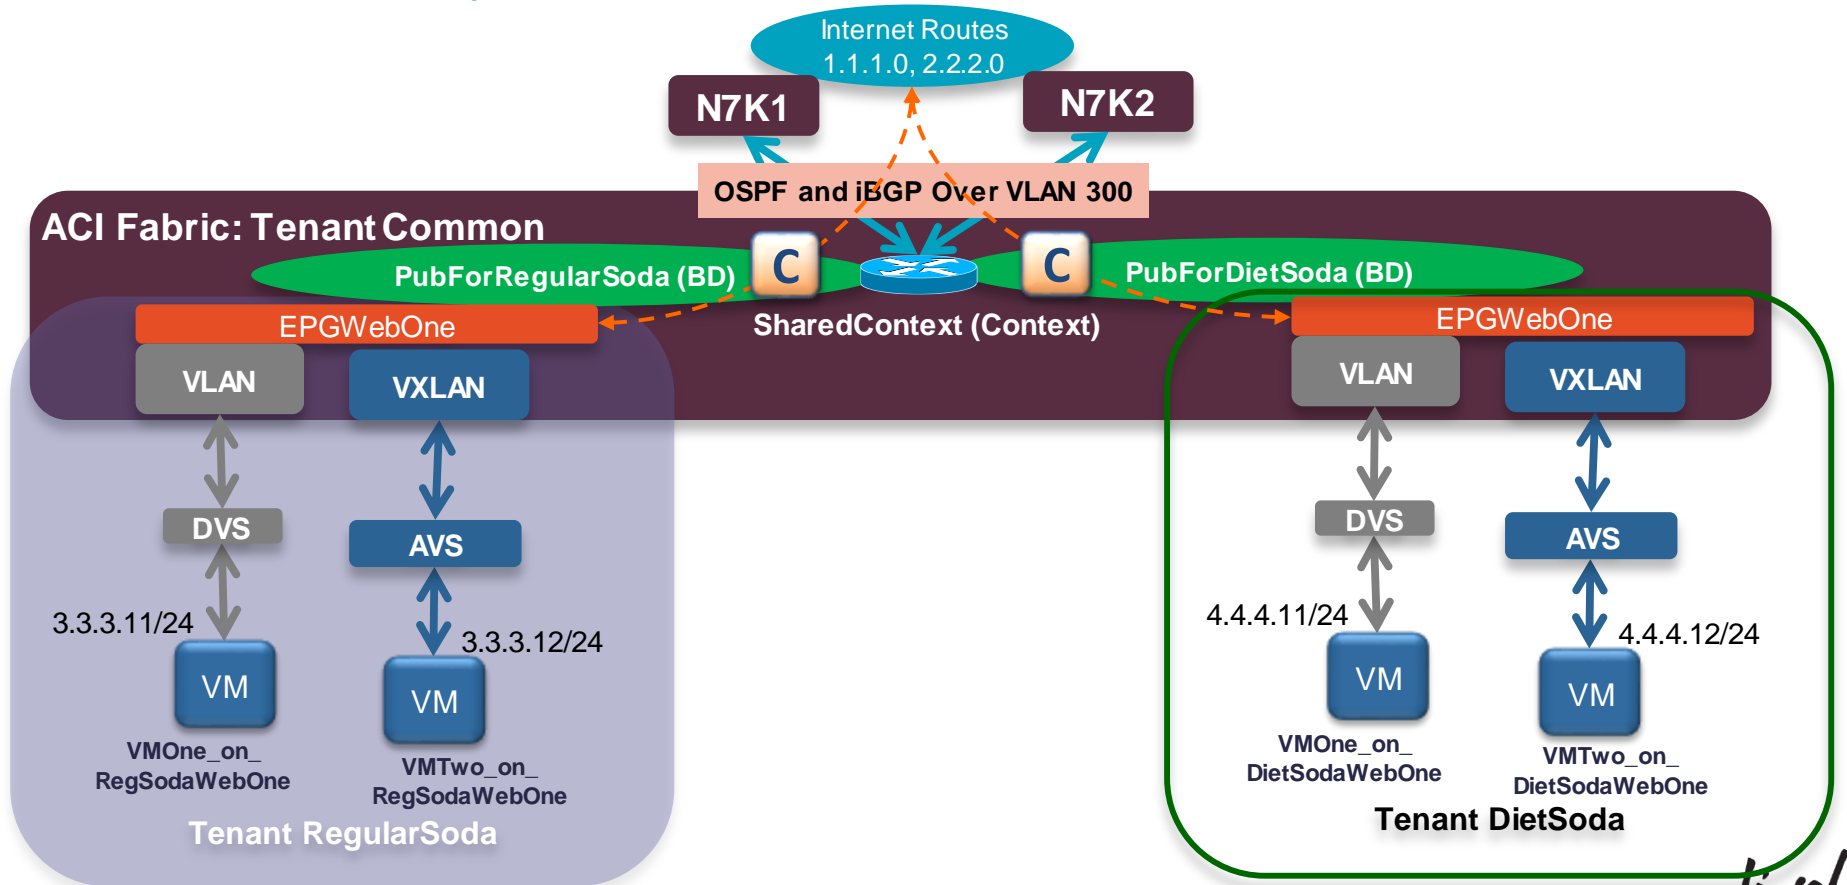 Internet Routes
1.1.1.0, 2.2.2.0
N7K1
N7K2
OSPF and iBGP Over VLAN 300
ACI Fabric: Tenant Common
PubForRegularSoda (BD)
C
C
PubForDietSoda (BD)
SharedContext (Context)
EPGWebOne
VLAN
VXLAN
DVS
AVS
3.3.3.11/24
3.3.3.12/24
VM
VM
VMOne_on_
RegSodaWebOne
VMTwo_on_
RegSodaWebOne
Tenant RegularSoda
EPGWebOne
VLAN
VXLAN
DVS
AVS
4.4.4.11/24
4.4.4.12/24
VM
VM
VMOne_on_
DietSodaWebOne
VMTwo_on_
DietSodaWebOne
Tenant DietSoda